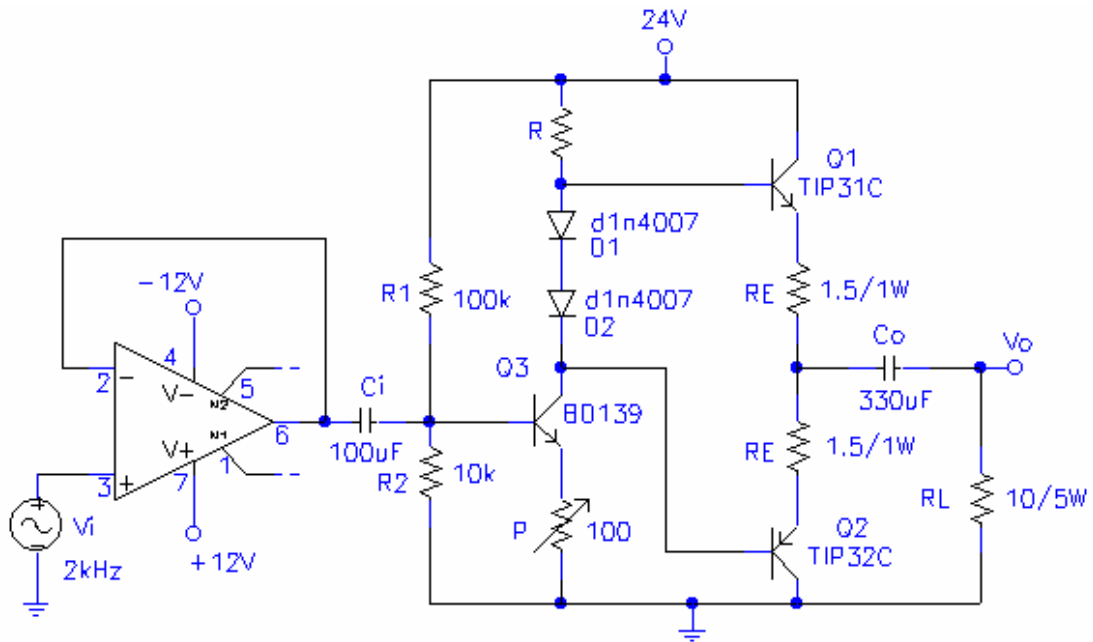 24V
R
Q1
TIP31C
d1n4007
D1
-12V
R1
100k
RE
1.5/1W
d1n4007
D2
Co
Vo
4
5
2
-
V-
N2
Ci
Q3
BD139
330uF
6
V+
N1
1
100uF
R2
10k
RE
1.5/1W
3
+
7
RL
10/5W
+
Vi
-
P
100
Q2
TIP32C
2kHz
+12V